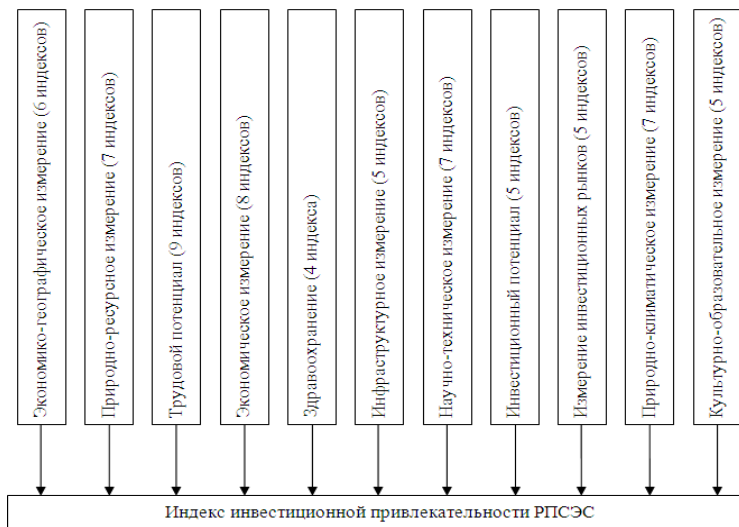 Экономико-географическое измерение (6 индексов)
Природно-ресурсное измерение (7 индексов)
Трудовой потенциал (9 индексов)
Экономическое измерение (8 индексов)
Здравоохранение (4 индекса)
Инфраструктурное измерение (5 индексов)
Научно-техническое измерение (7 индексов)
Инвестиционный потенциал (5 индексов)
Измерение инвестиционных рынков (5 индексов)
Природно-климатическое измерение (7 индексов)
Культурно-образовательное измерение (5 индексов)
Индекс инвестиционной привлекательности РПСЭС